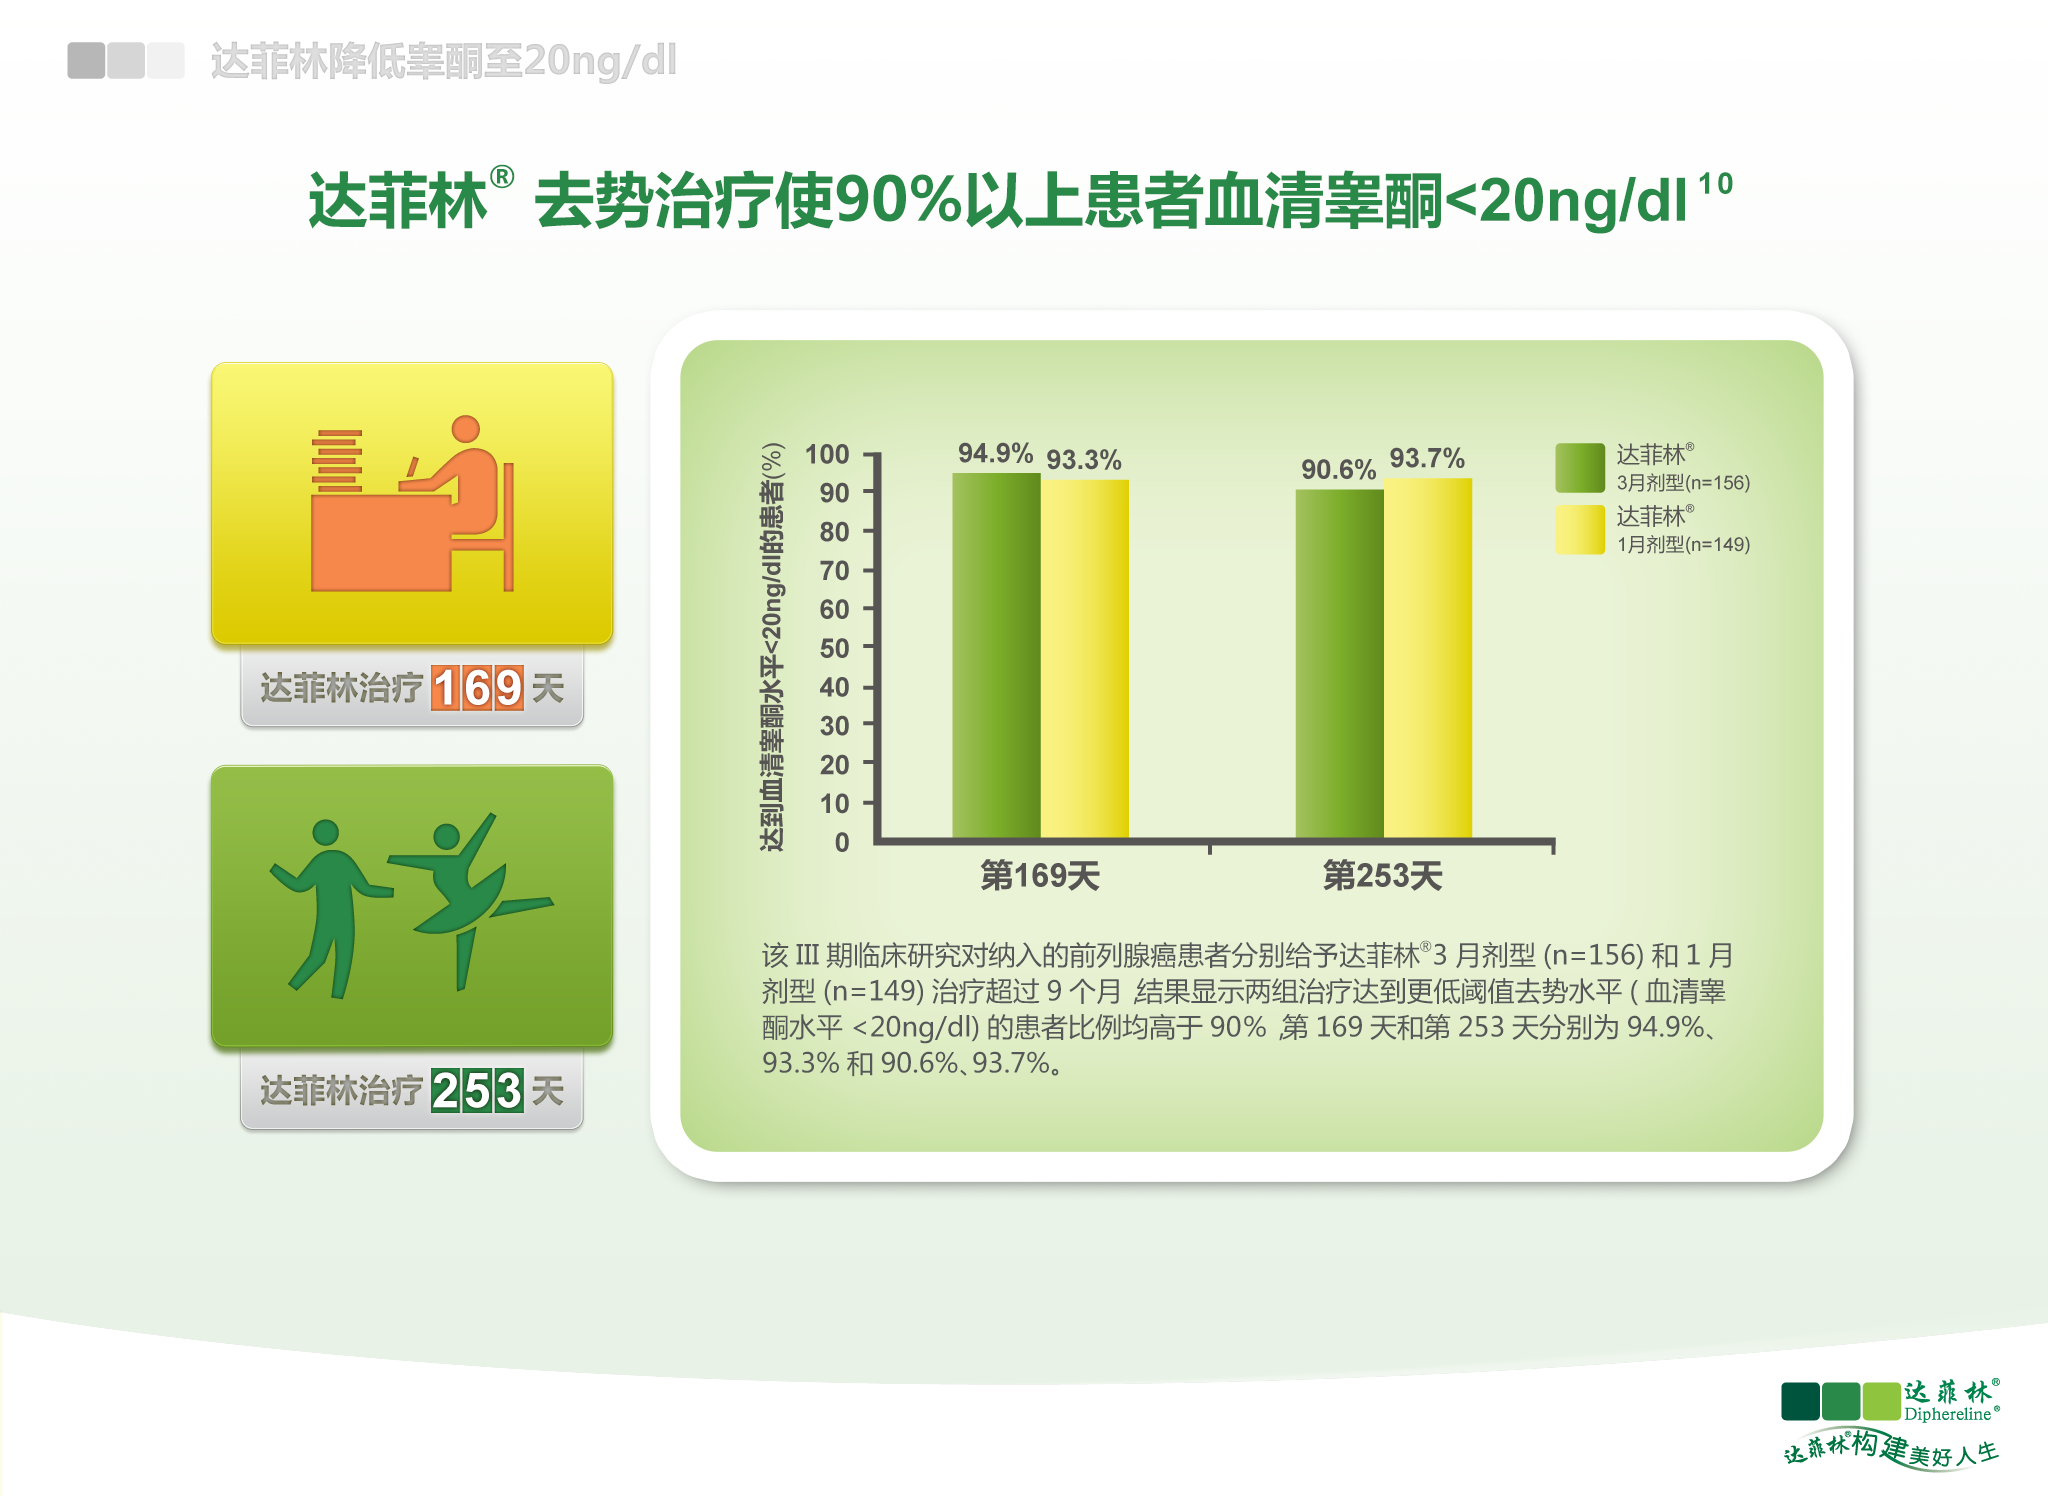 达菲林降低睾酮至20ng/dl
达菲林® 去势治疗使90%以上患者血清睾酮<20ng/dl 10
达菲林治疗 169 天
达菲林治疗 253 天
达到血清睾酮水平<20ng/dl的患者(%)
100
90
80
70
60
50
40
30
20
10
0
94.9%
93.3%
90.6%
93.7%
第169天
第253天
达菲林®
3月剂型(n=156)
达菲林®
1月剂型(n=149)
该 III 期临床研究对纳入的前列腺癌患者分别给予达菲林®3 月剂型 (n=156) 和 1 月
剂型 (n=149) 治疗超过 9 个月 ,结果显示两组治疗达到更低阈值去势水平 ( 血清睾
酮水平 <20ng/dl) 的患者比例均高于 90% ,第 169 天和第 253 天分别为 94.9%、
93.3% 和 90.6%、93.7%。
达菲林®
Diphereline®
达菲林®构建美好人生